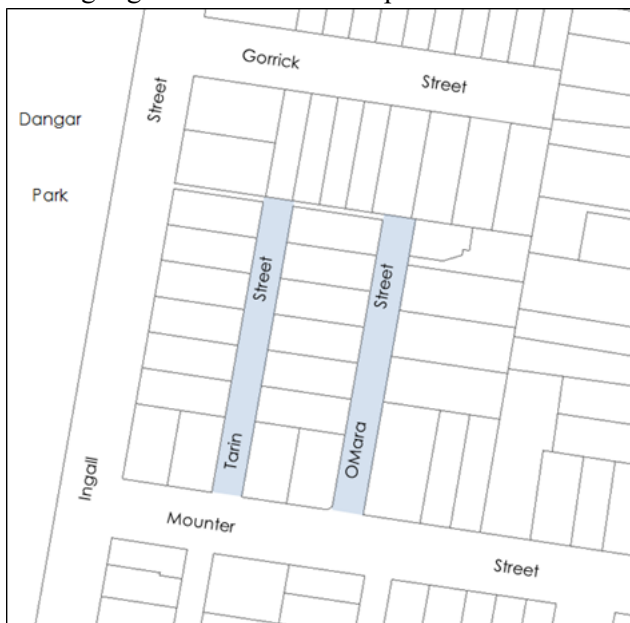 Gorrick Street
Street
Dangar
Park
Street
Street
Tarin
OMara
Ingall
Mounter
Street